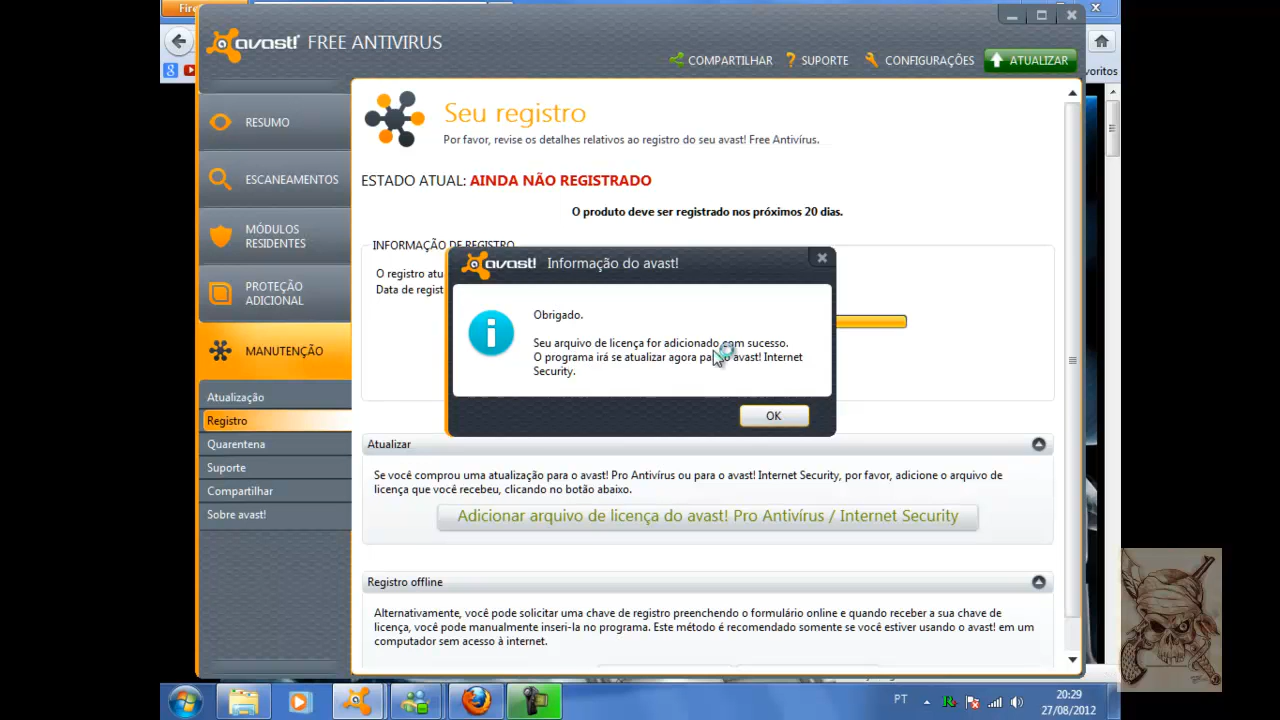 Fire
avast! FREE ANTIVIRUS
COMPARTILHAR
SUPORTE
CONFIGURAÇÕES
ATUALIZAR
voritos
RESUMO
ESCANEAMENTOS
MÓDULOS
RESIDENTES
PROTEÇÃO
ADICIONAL
MANUTENÇÃO
Atualização
Registro
Quarentena
Suporte
Compartilhar
Sobre avast!
Seu registro
Por favor, revise os detalhes relativos ao registro do seu avast! Free Antivírus.
ESTADO ATUAL: AINDA NÃO REGISTRADO
O produto deve ser registrado nos próximos 20 dias.
INFORMAÇÃO DE REGISTRO
O registro atu
Data de regist
avast! Informação do avast!
Obrigado.
Seu arquivo de licença for adicionado com sucesso.
O programa irá se atualizar agora para o avast! Internet
Security.
OK
Atualizar
Se você comprou uma atualização para o avast! Pro Antivírus ou para o avast! Internet Security, por favor, adicione o arquivo de
licença que você recebeu, clicando no botão abaixo.
Adicionar arquivo de licença do avast! Pro Antivírus / Internet Security
Registro offline
Alternativamente, você pode solicitar uma chave de registro preenchendo o formulário online e quando receber a sua chave de
licença, você pode manualmente inseri-la no programa. Este método é recomendado somente se você estiver usando o avast! em um
computador sem acesso à internet.
PT
20:29
27/08/2012